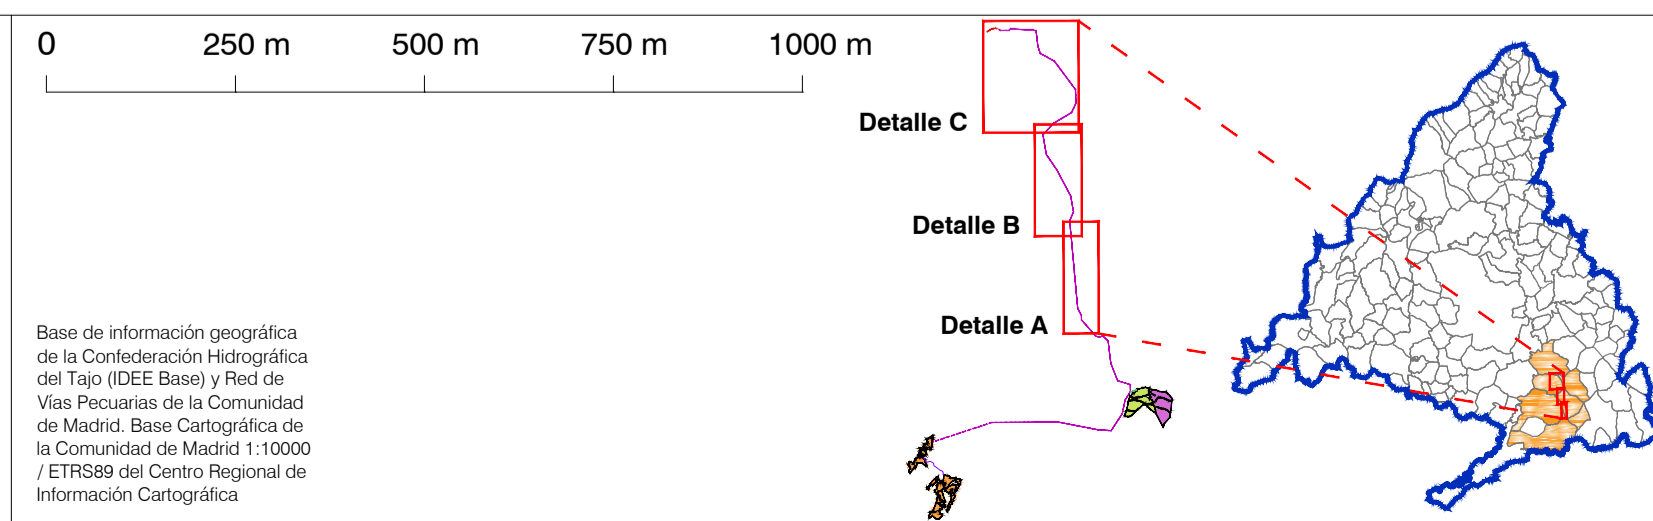 0 250 m 500 m 750 m 1000 m
Detalle C
Detalle B
Detalle A
Base de información geográfica
de la Confederación Hidrográfica
del Tajo (IDEE Base) y Red de
Vías Pecuarias de la Comunidad
de Madrid. Base Cartográfica de
la Comunidad de Madrid 1:10000
/ ETRS89 del Centro Regional de
Información Cartográfica